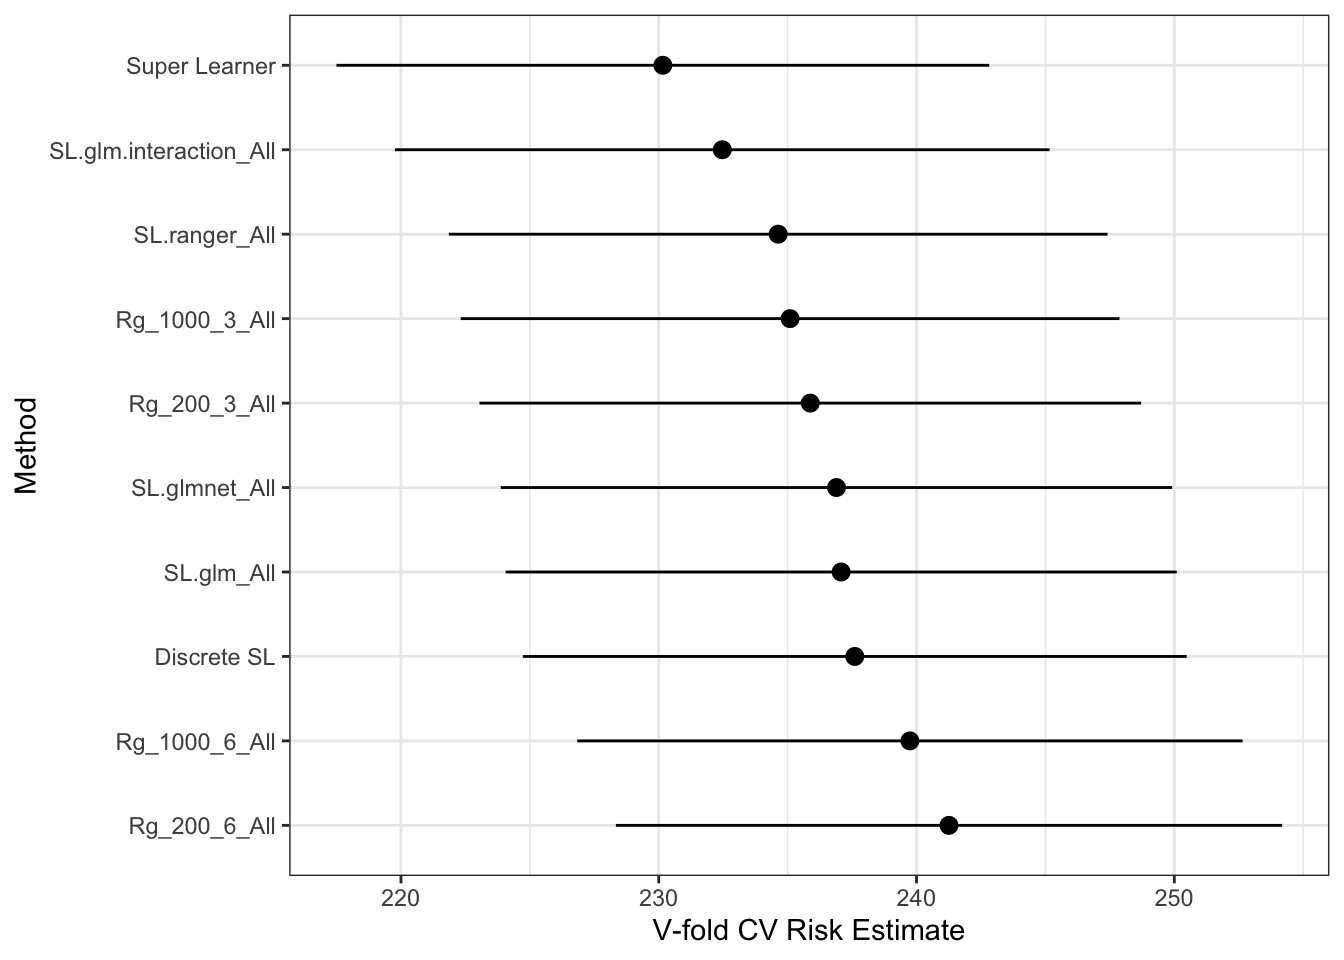 Super Learner
SL.glm.interaction_All
SL.ranger_All
Rg_1000_3_All
Rg_200_3_All
SL.glmnet_All
SL.glm_All
Discrete SL
Rg_1000_6_All
Rg_200_6_All
Method
220 230 240 250
V-fold CV Risk Estimate